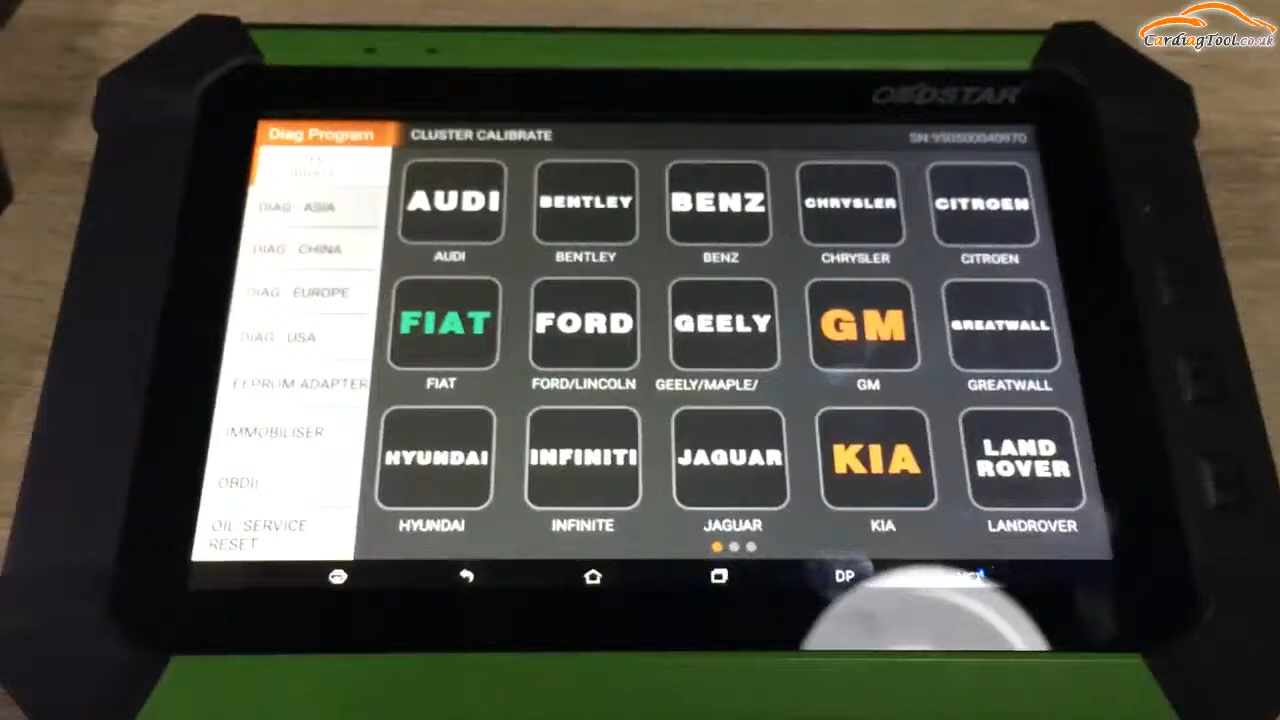 CardiagTool.co.uk
OBDSTAR
Diag Program
CLUSTER CALIBRATE
SN:950500040970
DIAG ASIA
DIAG CHINA
DIAG EUROPE
DIAG USA
EEPROM ADAPTER
IMMOBILISER
OBDII
OIL SERVICE
RESET
AUDI
BENTLEY
BENZ
CHRYSLER
CITROEN
AUDI
BENTLEY
BENZ
CHRYSLER
CITROEN
FIAT
FORD
GEELY
GM
GREATWALL
FIAT
FORD/LINCOLN
GEELY/MAPLE/
GM
GREATWALL
HYUNDAI
INFINITI
JAGUAR
KIA
LAND
ROVER
HYUNDAI
INFINITE
JAGUAR
KIA
LANDROVER
DP